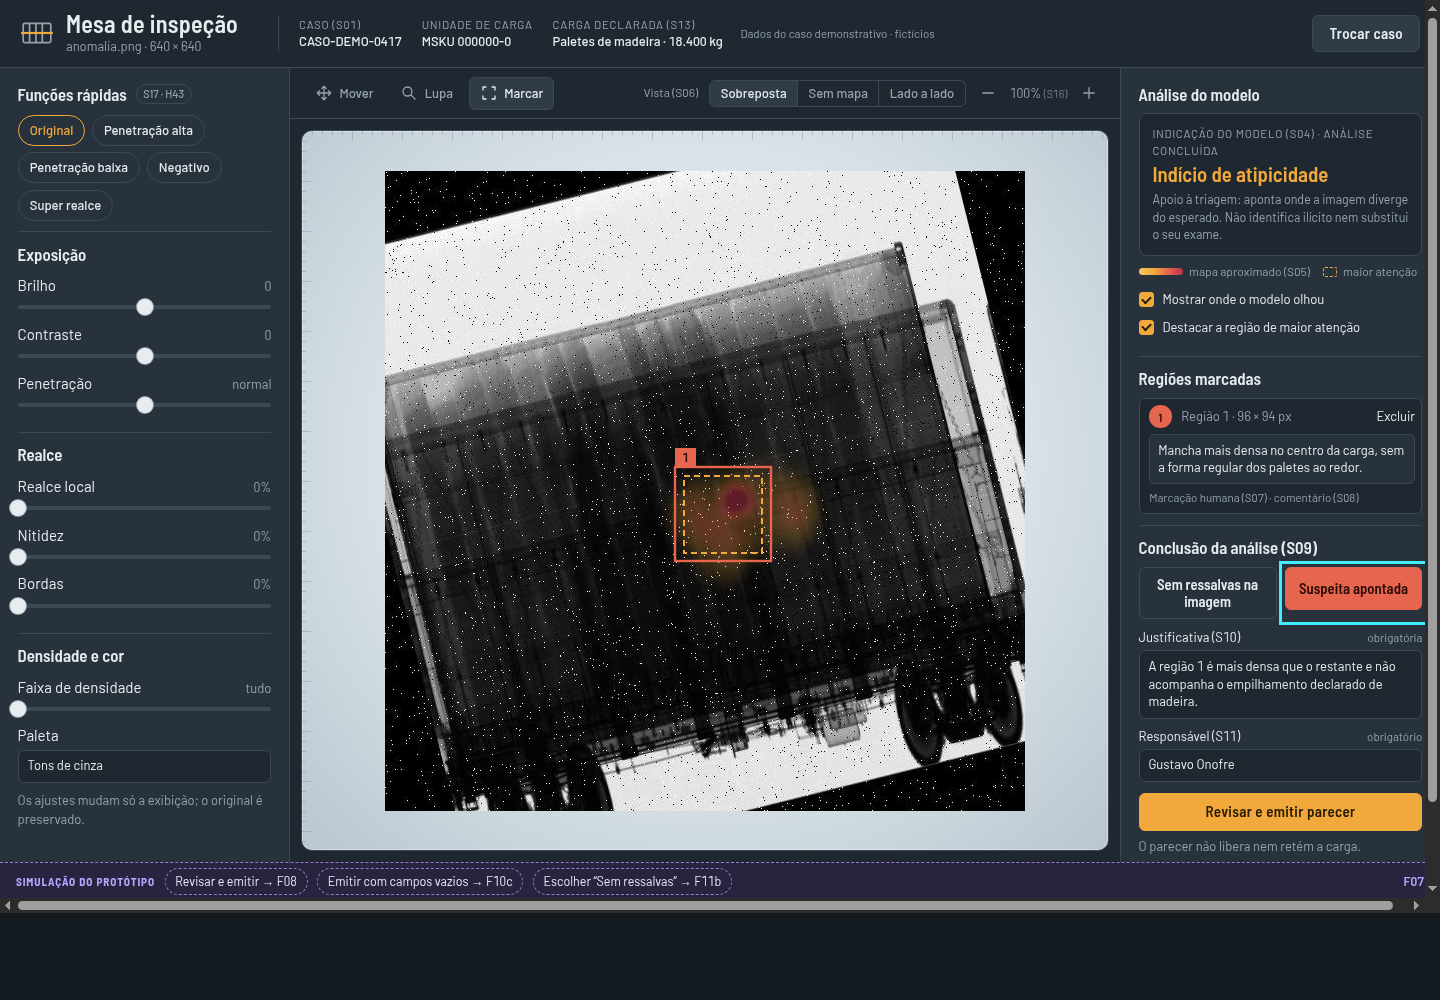 Mesa de inspeção
anomalia.png · 640 × 640
CASO (S01)
CASO-DEMO-0417
UNIDADE DE CARGA
MSKU 000000-0
CARGA DECLARADA (S13)
Paletes de madeira · 18.400 kg
Dados do caso demonstrativo · fictícios
Trocar caso
Funções rápidas
S17 · H43
Original
Penetração alta
Penetração baixa
Negativo
Super realce
Exposição
Brilho 0
Contraste 0
Penetração normal
Realce
Realce local 0%
Nitidez 0%
Bordas 0%
Densidade e cor
Faixa de densidade tudo
Paleta
Tons de cinza
Os ajustes mudam só a exibição; o original é
preservado.
Mover
Lupa
Marcar
Vista (S06)
Sobreposta
Sem mapa
Lado a lado
100% (S16)
1
Análise do modelo
INDICAÇÃO DO MODELO (S04) · ANÁLISE
CONCLUÍDA
Indício de atipicidade
Apoio à triagem: aponta onde a imagem diverge
do esperado. Não identifica ilícito nem substitui
o seu exame.
mapa aproximado (S05)
maior atenção
Mostrar onde o modelo olhou
Destacar a região de maior atenção
Regiões marcadas
1 Região 1 · 96 × 94 px Excluir
Mancha mais densa no centro da carga, sem
a forma regular dos paletes ao redor.
Marcação humana (S07) · comentário (S08)
Conclusão da análise (S09)
Sem ressalvas na
imagem
Suspeita apontada
Justificativa (S10) obrigatória
A região 1 é mais densa que o restante e não
acompanha o empilhamento declarado de
madeira.
Responsável (S11) obrigatório
Gustavo Onofre
Revisar e emitir parecer
O parecer não libera nem retém a carga.
SIMULAÇÃO DO PROTÓTIPO
Revisar e emitir → F08
Emitir com campos vazios → F10c
Escolher “Sem ressalvas” → F11b
F07